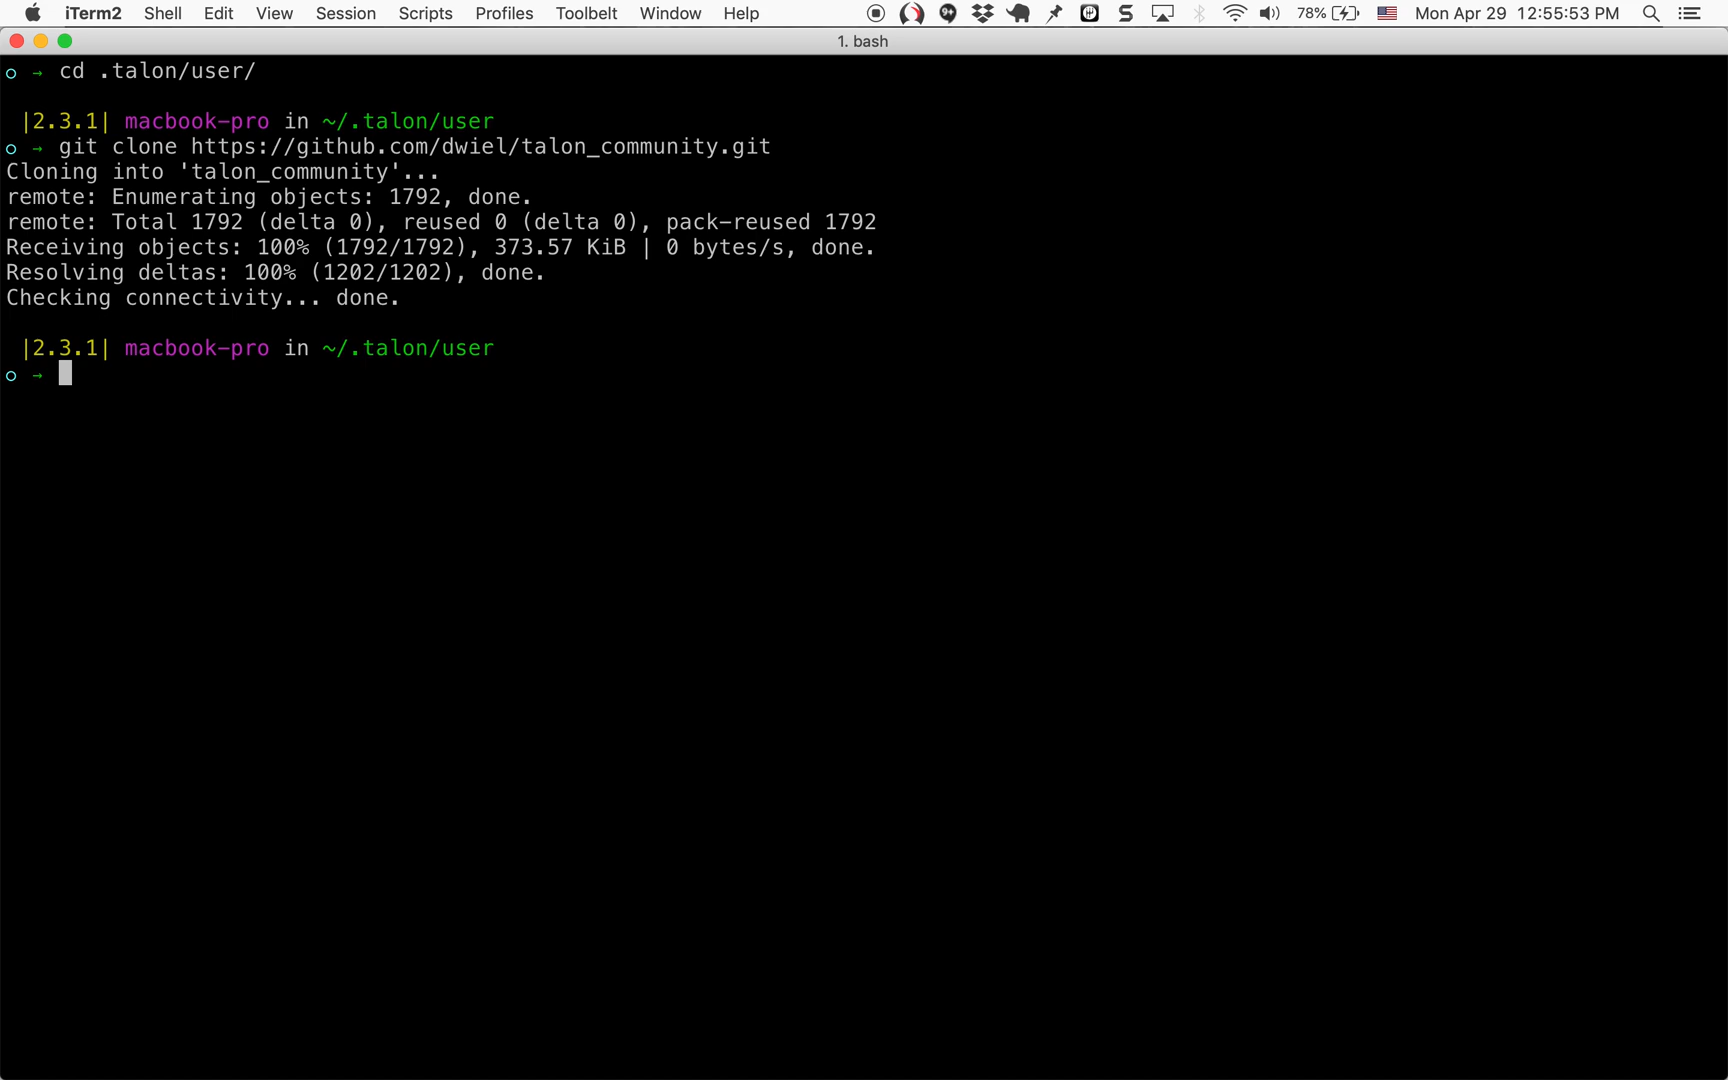 iTerm2 Shell Edit View Session Scripts Profiles Toolbelt Window Help 78% Mon Apr 29 12:55:53 PM
1. bash
→ cd .talon/user/
|2.3.1| macbook-pro in ~/.talon/user
→ git clone https://github.com/dwiel/talon_community.git
Cloning into 'talon_community'...
remote: Enumerating objects: 1792, done.
remote: Total 1792 (delta 0), reused 0 (delta 0), pack-reused 1792
Receiving objects: 100% (1792/1792), 373.57 KiB | 0 bytes/s, done.
Resolving deltas: 100% (1202/1202), done.
Checking connectivity... done.
|2.3.1| macbook-pro in ~/.talon/user
→